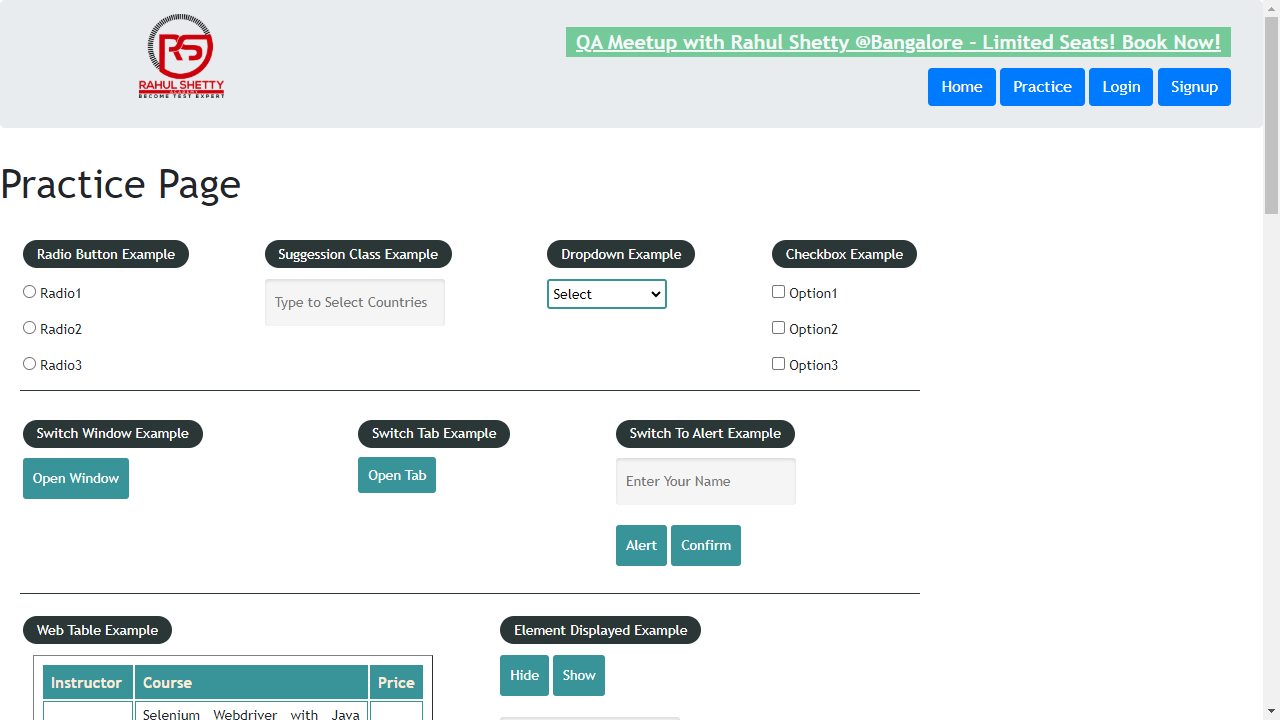 RS
RAHUL SHETTY
ACADEMY
BECOME TEST EXPERT
QA Meetup with Rahul Shetty @Bangalore - Limited Seats! Book Now!
Home Practice Login Signup
Practice Page
Radio Button Example
Radio1
Radio2
Radio3
Suggession Class Example
Type to Select Countries
Dropdown Example
Select
Checkbox Example
Option1
Option2
Option3
Switch Window Example
Open Window
Switch Tab Example
Open Tab
Switch To Alert Example
Enter Your Name
Alert Confirm
Web Table Example
Instructor Course Price
Selenium Webdriver with Java
Element Displayed Example
Hide Show